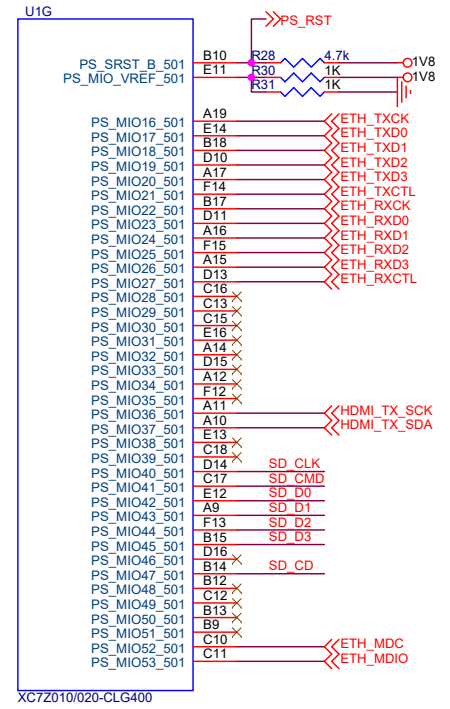 U1G
PS_RST
PS_SRST_B_501 B10 R28 4.7k 1V8
PS_MIO_VREF_501 E11 R30 1K 1V8
R31 1K
PS_MIO16_501 A19 ETH_TXCK
PS_MIO17_501 E14 ETH_TXD0
PS_MIO18_501 B18 ETH_TXD1
PS_MIO19_501 D10 ETH_TXD2
PS_MIO20_501 A17 ETH_TXD3
PS_MIO21_501 F14 ETH_TXCTL
PS_MIO22_501 B17 ETH_RXCK
PS_MIO23_501 D11 ETH_RXD0
PS_MIO24_501 A16 ETH_RXD1
PS_MIO25_501 F15 ETH_RXD2
PS_MIO26_501 A15 ETH_RXD3
PS_MIO27_501 D13 ETH_RXCTL
PS_MIO28_501 C16
PS_MIO29_501 C13
PS_MIO30_501 C15
PS_MIO31_501 E16
PS_MIO32_501 A14
PS_MIO33_501 D15
PS_MIO34_501 A12
PS_MIO35_501 F12
PS_MIO36_501 A11 HDMI_TX_SCK
PS_MIO37_501 A10 HDMI_TX_SDA
PS_MIO38_501 E13
PS_MIO39_501 C18
PS_MIO40_501 D14 SD_CLK
PS_MIO41_501 C17 SD_CMD
PS_MIO42_501 E12 SD_D0
PS_MIO43_501 A9 SD_D1
PS_MIO44_501 F13 SD_D2
PS_MIO45_501 B15 SD_D3
PS_MIO46_501 D16
PS_MIO47_501 B14 SD_CD
PS_MIO48_501 B12
PS_MIO49_501 C12
PS_MIO50_501 B13
PS_MIO51_501 B9
PS_MIO52_501 C10 ETH_MDC
PS_MIO53_501 C11 ETH_MDIO
XC7Z010/020-CLG400